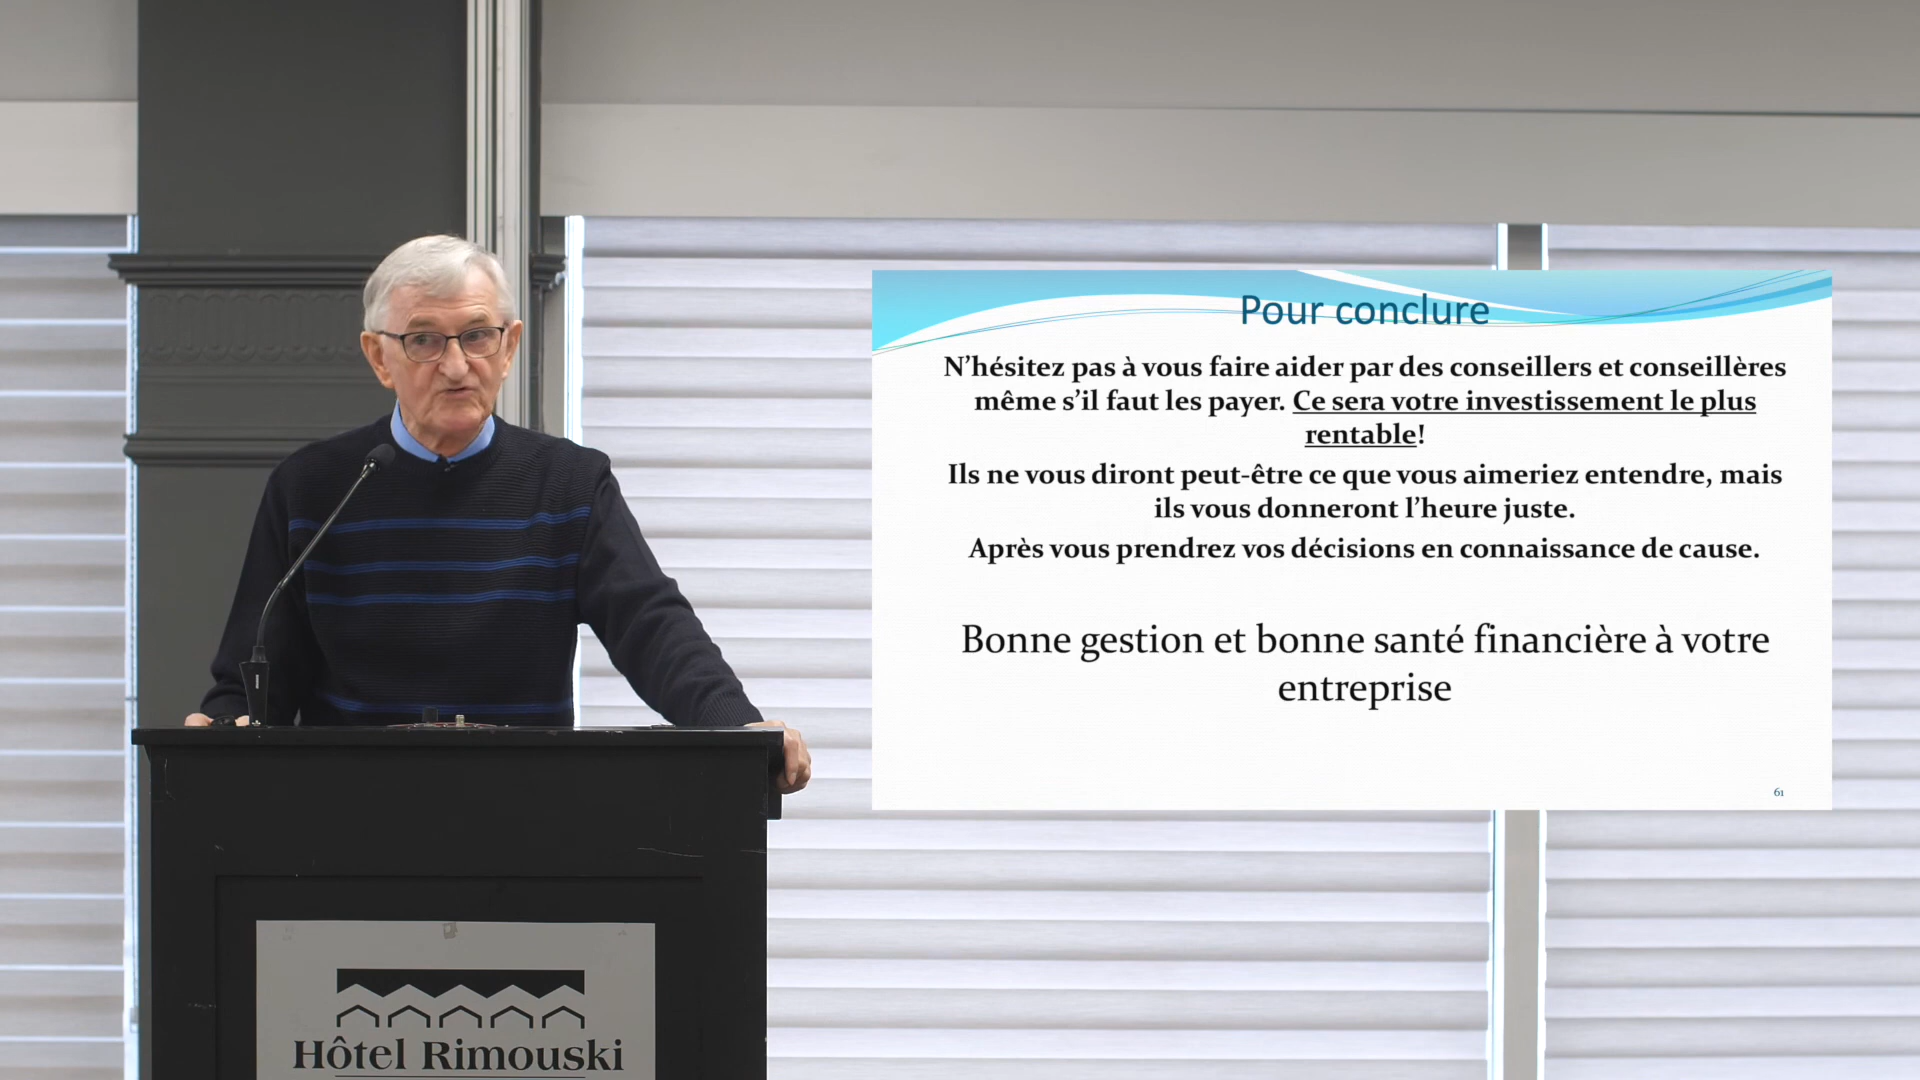 Pour conclure
N’hésitez pas à vous faire aider par des conseillers et conseillères
même s’il faut les payer. Ce sera votre investissement le plus
rentable!
Ils ne vous diront peut-être ce que vous aimeriez entendre, mais
ils vous donneront l’heure juste.
Après vous prendrez vos décisions en connaissance de cause.
Bonne gestion et bonne santé financière à votre
entreprise
61
Hôtel Rimouski